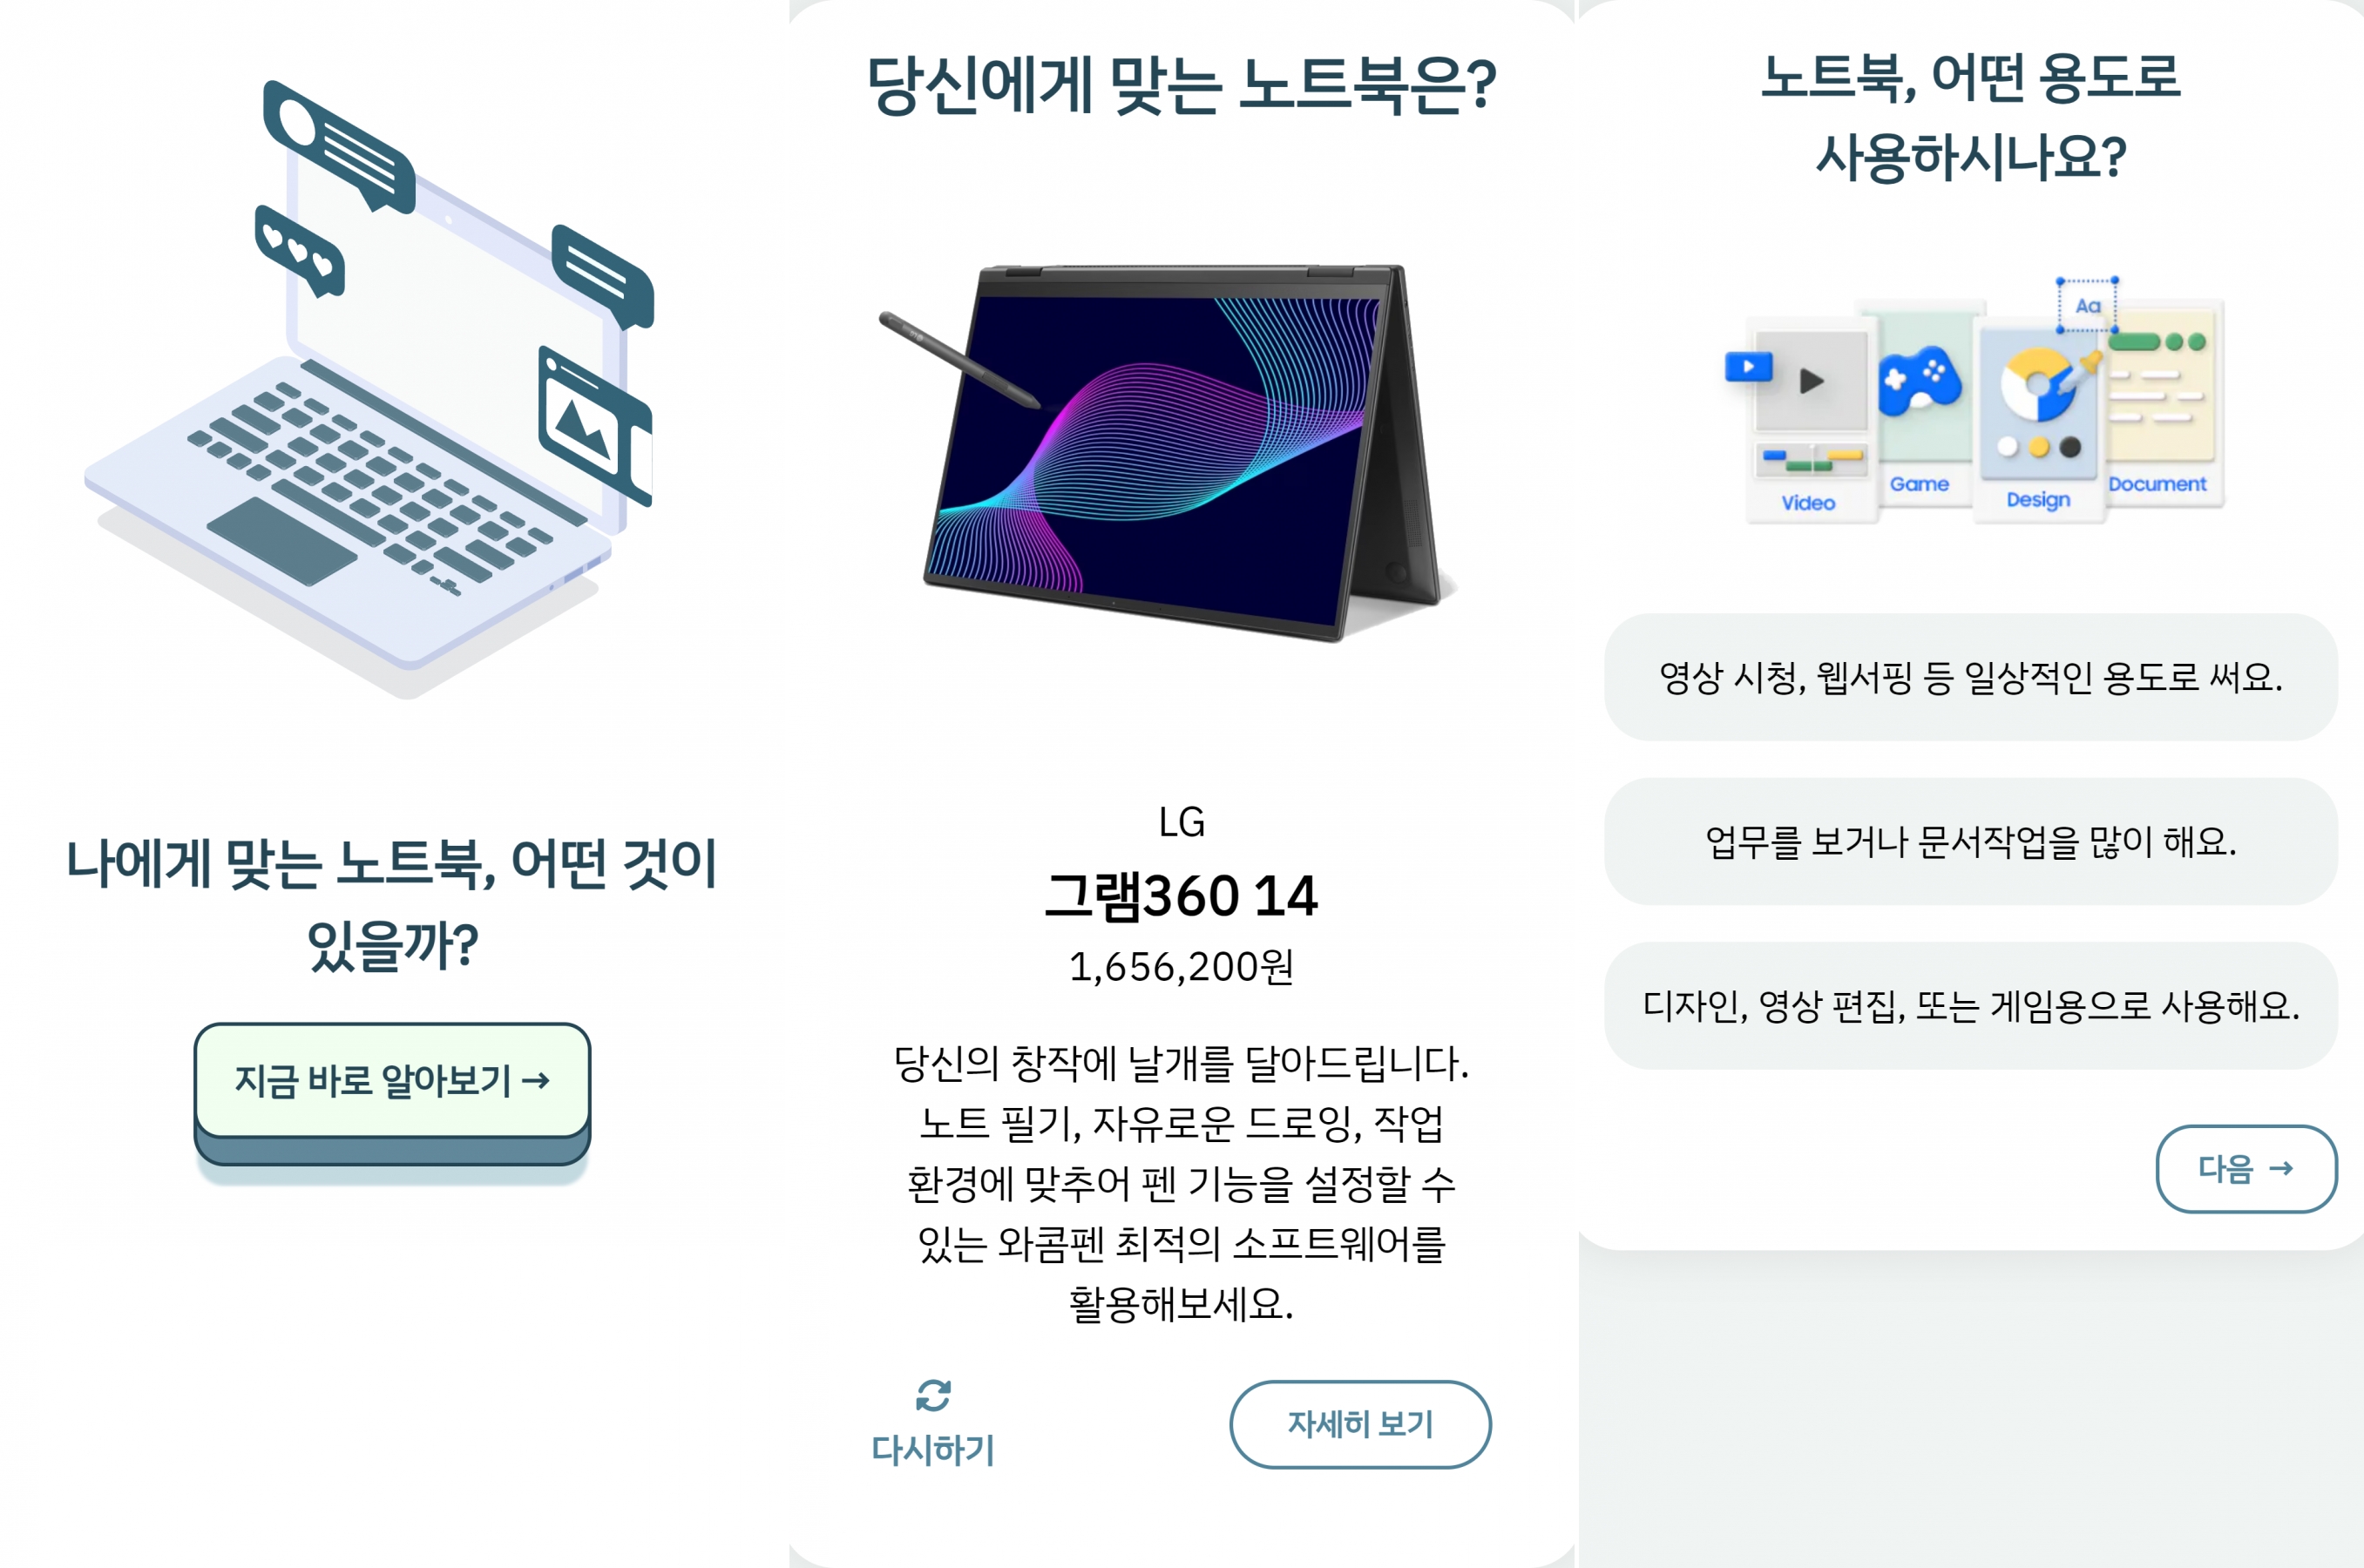 나에게 맞는 노트북, 어떤 것이
있을까?
지금 바로 알아보기 →
당신에게 맞는 노트북은?
LG
그램360 14
1,656,200원
당신의 창작에 날개를 달아드립니다.
노트 필기, 자유로운 드로잉, 작업
환경에 맞추어 펜 기능을 설정할 수
있는 와콤펜 최적의 소프트웨어를
활용해보세요.
다시하기
자세히 보기
노트북, 어떤 용도로
사용하시나요?
Aa
Video
Game
Design
Document
영상 시청, 웹서핑 등 일상적인 용도로 써요.
업무를 보거나 문서작업을 많이 해요.
디자인, 영상 편집, 또는 게임용으로 사용해요.
다음 →